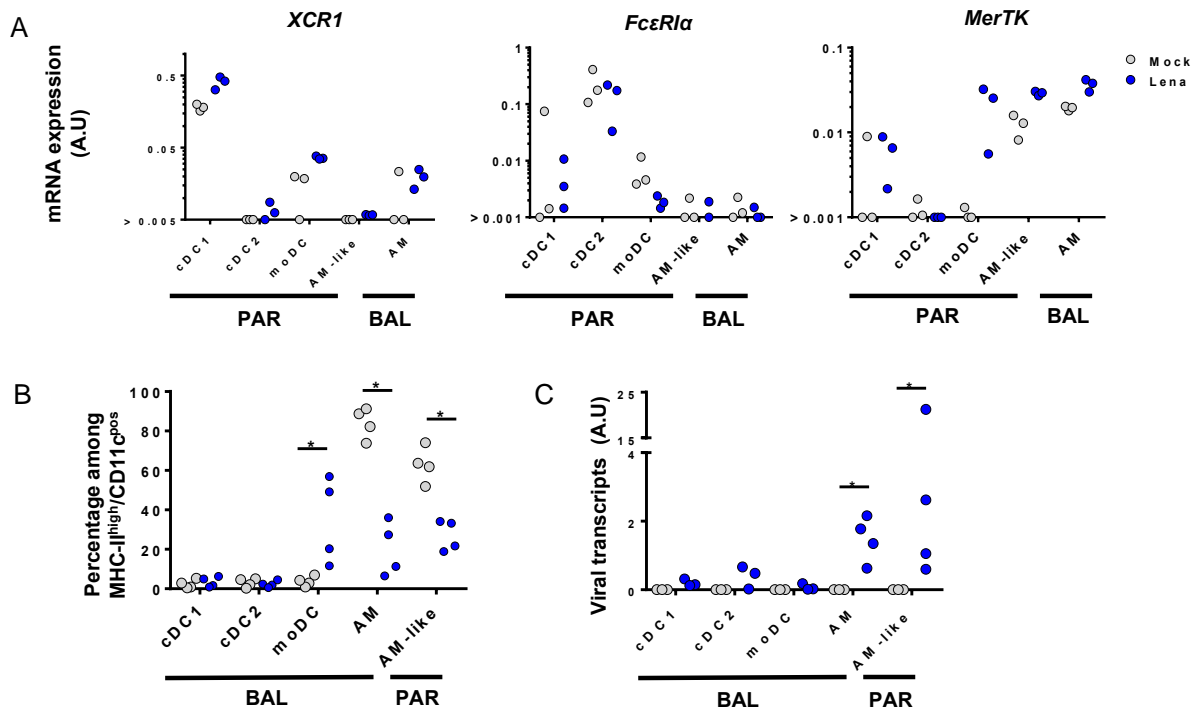 A
XCR1
FcεRIα
MerTK
Mock
Lena
mRNA expression
(A.U)
0.5
0.05
> 0.005
cDC1
cDC2
moDC
AM-like
AM
PAR
BAL
1
0.1
0.01
> 0.001
cDC1
cDC2
moDC
AM-like
AM
PAR
BAL
0.1
0.01
> 0.001
cDC1
cDC2
moDC
AM-like
AM
PAR
BAL
B
Percentage among
MHC-IIhigh/CD11cpos
100
80
60
40
20
0
*
*
*
cDC1
cDC2
moDC
AM
AM-like
BAL
PAR
C
Viral transcripts (A.U)
25
15
4
2
0
*
*
cDC1
cDC2
moDC
AM
AM-like
BAL
PAR